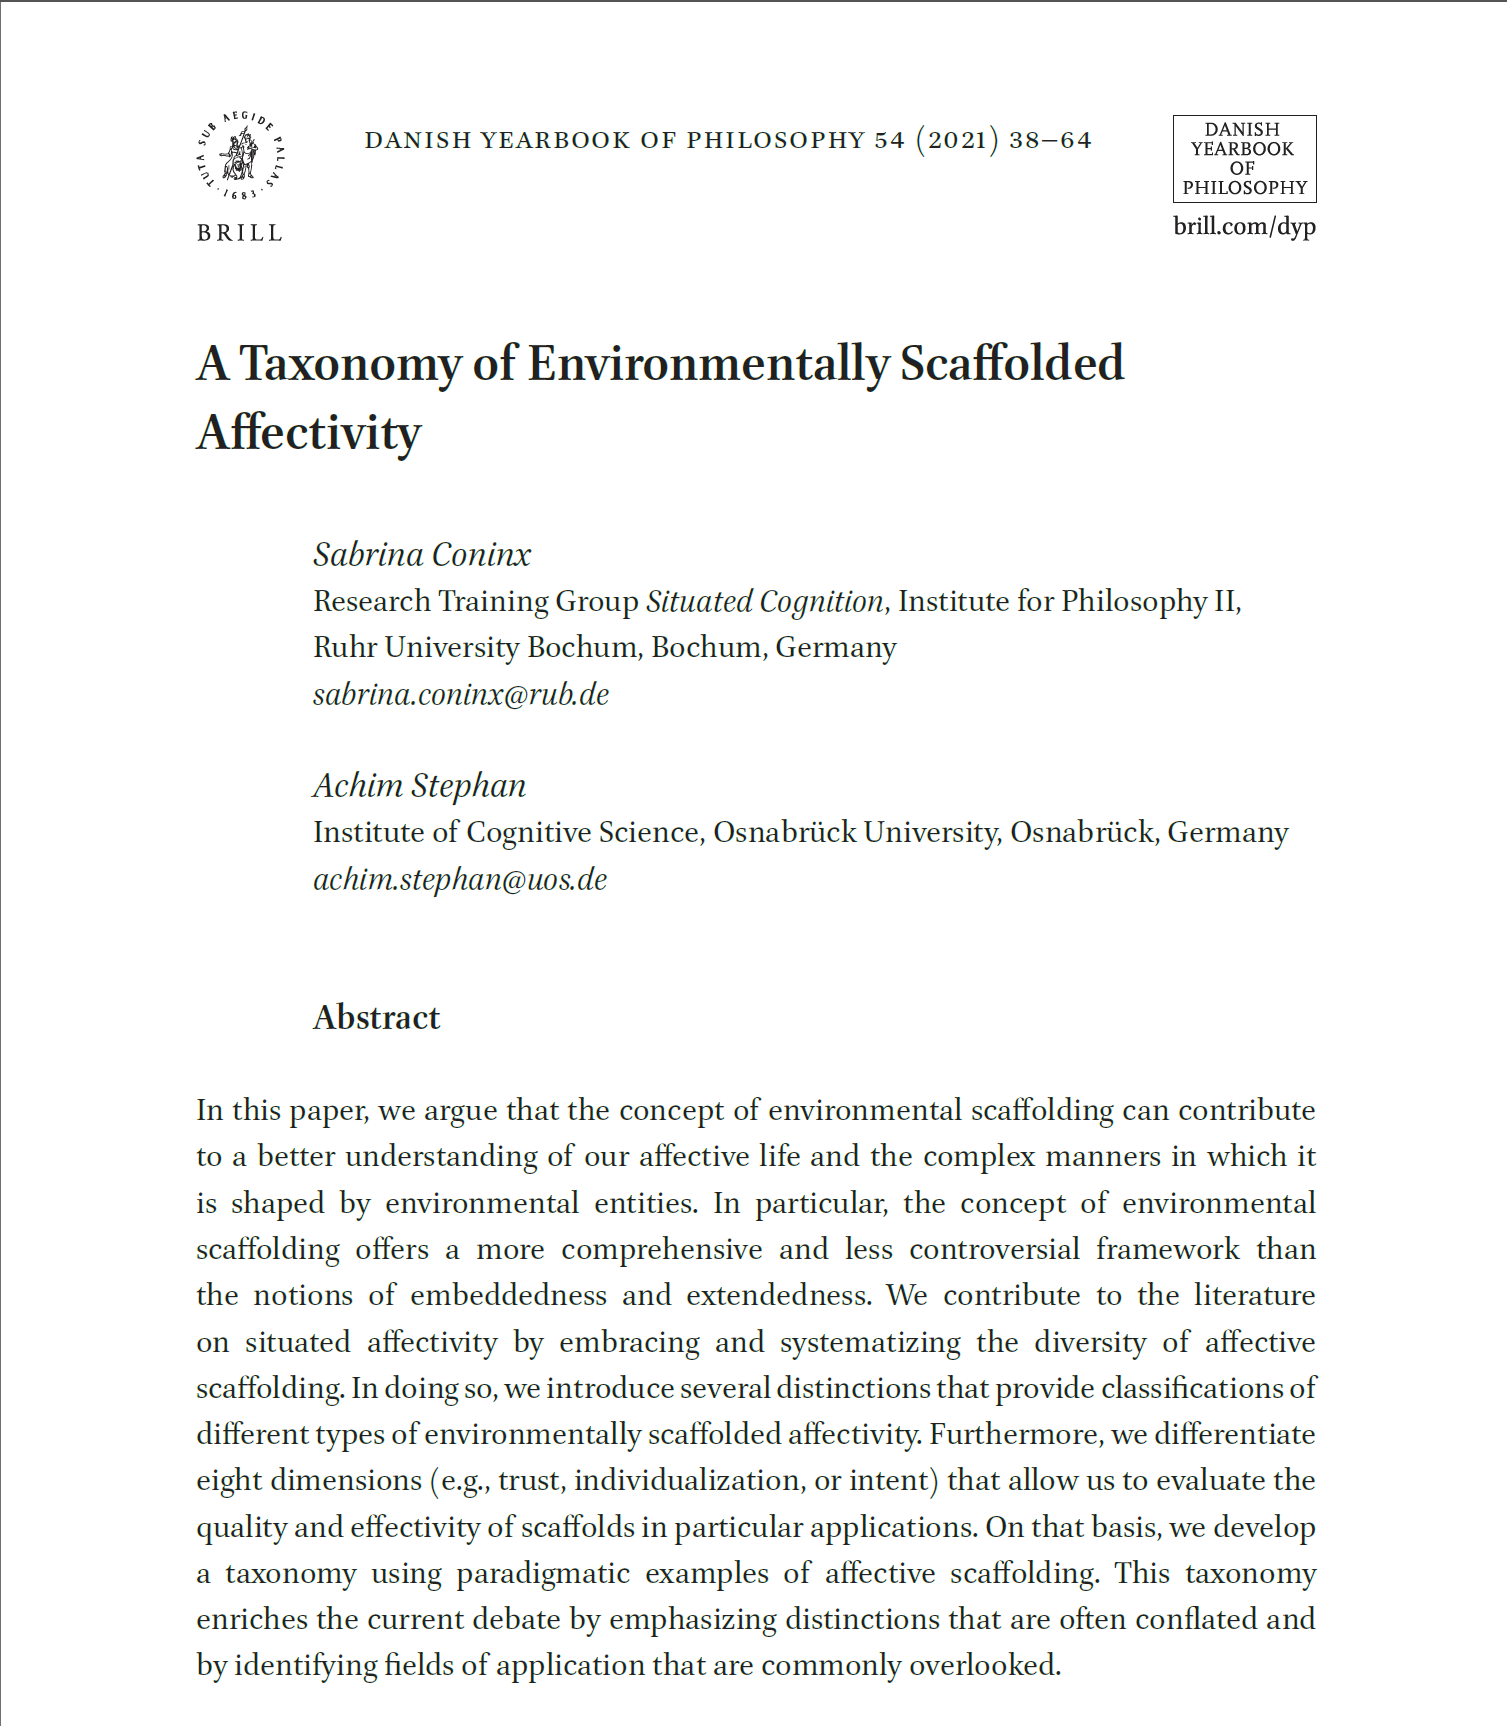 TUTA SUB AEGIDE PALLAS · 1683 ·
BRILL
DANISH YEARBOOK OF PHILOSOPHY 54 (2021) 38–64
DANISH
YEARBOOK
OF
PHILOSOPHY
brill.com/dyp
A Taxonomy of Environmentally Scaffolded
Affectivity
Sabrina Coninx
Research Training Group Situated Cognition, Institute for Philosophy II,
Ruhr University Bochum, Bochum, Germany
sabrina.coninx@rub.de
Achim Stephan
Institute of Cognitive Science, Osnabrück University, Osnabrück, Germany
achim.stephan@uos.de
Abstract
In this paper, we argue that the concept of environmental scaffolding can contribute
to a better understanding of our affective life and the complex manners in which it
is shaped by environmental entities. In particular, the concept of environmental
scaffolding offers a more comprehensive and less controversial framework than
the notions of embeddedness and extendedness. We contribute to the literature
on situated affectivity by embracing and systematizing the diversity of affective
scaffolding. In doing so, we introduce several distinctions that provide classifications of
different types of environmentally scaffolded affectivity. Furthermore, we differentiate
eight dimensions (e.g., trust, individualization, or intent) that allow us to evaluate the
quality and effectivity of scaffolds in particular applications. On that basis, we develop
a taxonomy using paradigmatic examples of affective scaffolding. This taxonomy
enriches the current debate by emphasizing distinctions that are often conflated and
by identifying fields of application that are commonly overlooked.